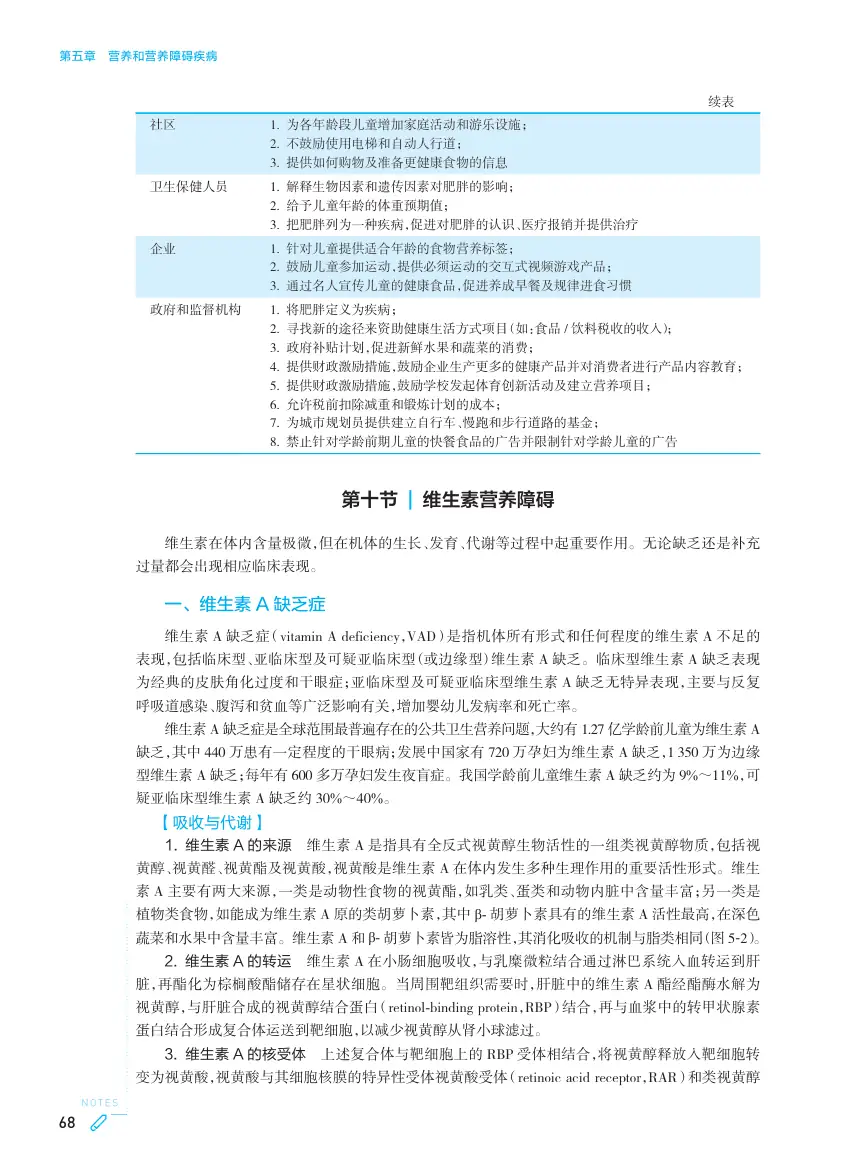 第五章 营养和营养障碍疾病
续表
社区 1. 为各年龄段儿童增加家庭活动和游乐设施；
2. 不鼓励使用电梯和自动人行道；
3. 提供如何购物及准备更健康食物的信息
卫生保健人员 1. 解释生物因素和遗传因素对肥胖的影响；
2. 给予儿童年龄的体重预期值；
3. 把肥胖列为一种疾病，促进对肥胖的认识、医疗报销并提供治疗
企业 1. 针对儿童提供适合年龄的食物营养标签；
2. 鼓励儿童参加运动，提供必须运动的交互式视频游戏产品；
3. 通过名人宣传儿童的健康食品，促进养成早餐及规律进食习惯
政府和监督机构 1. 将肥胖定义为疾病；
2. 寻找新的途径来资助健康生活方式项目（如：食品 / 饮料税收的收入）；
3. 政府补贴计划，促进新鲜水果和蔬菜的消费；
4. 提供财政激励措施，鼓励企业生产更多的健康产品并对消费者进行产品内容教育；
5. 提供财政激励措施，鼓励学校发起体育创新活动及建立营养项目；
6. 允许税前扣除减重和锻炼计划的成本；
7. 为城市规划员提供建立自行车、慢跑和步行道路的基金；
8. 禁止针对学龄前期儿童的快餐食品的广告并限制针对学龄儿童的广告
第十节 | 维生素营养障碍
维生素在体内含量极微，但在机体的生长、发育、代谢等过程中起重要作用。无论缺乏还是补充
过量都会出现相应临床表现。
一、维生素 A 缺乏症
维生素 A 缺乏症（vitamin A deficiency，VAD）是指机体所有形式和任何程度的维生素 A 不足的
表现，包括临床型、亚临床型及可疑亚临床型（或边缘型）维生素 A 缺乏。临床型维生素 A 缺乏表现
为经典的皮肤角化过度和干眼症；亚临床型及可疑亚临床型维生素 A 缺乏无特异表现，主要与反复
呼吸道感染、腹泻和贫血等广泛影响有关，增加婴幼儿发病率和死亡率。
维生素 A 缺乏症是全球范围最普遍存在的公共卫生营养问题，大约有 1.27 亿学龄前儿童为维生素 A
缺乏，其中 440 万患有一定程度的干眼病；发展中国家有 720 万孕妇为维生素 A 缺乏，1 350 万为边缘
型维生素 A 缺乏；每年有 600 多万孕妇发生夜盲症。我国学龄前儿童维生素 A 缺乏约为 9%～11%，可
疑亚临床型维生素 A 缺乏约 30%～40%。
【吸收与代谢】
1. 维生素 A 的来源 维生素 A 是指具有全反式视黄醇生物活性的一组类视黄醇物质，包括视
黄醇、视黄醛、视黄酯及视黄酸，视黄酸是维生素 A 在体内发生多种生理作用的重要活性形式。维生
素 A 主要有两大来源，一类是动物性食物的视黄酯，如乳类、蛋类和动物内脏中含量丰富；另一类是
植物类食物，如能成为维生素 A 原的类胡萝卜素，其中 β- 胡萝卜素具有的维生素 A 活性最高，在深色
蔬菜和水果中含量丰富。维生素 A 和 β- 胡萝卜素皆为脂溶性，其消化吸收的机制与脂类相同（图 5-2）。
2. 维生素 A 的转运 维生素 A 在小肠细胞吸收，与乳糜微粒结合通过淋巴系统入血转运到肝
脏，再酯化为棕榈酸酯储存在星状细胞。当周围靶组织需要时，肝脏中的维生素 A 酯经酯酶水解为
视黄醇，与肝脏合成的视黄醇结合蛋白（retinol-binding protein，RBP）结合，再与血浆中的转甲状腺素
蛋白结合形成复合体运送到靶细胞，以减少视黄醇从肾小球滤过。
3. 维生素 A 的核受体 上述复合体与靶细胞上的 RBP 受体相结合，将视黄醇释放入靶细胞转
变为视黄酸，视黄酸与其细胞核膜的特异性受体视黄酸受体（retinoic acid receptor，RAR）和类视黄醇
NOTES
68